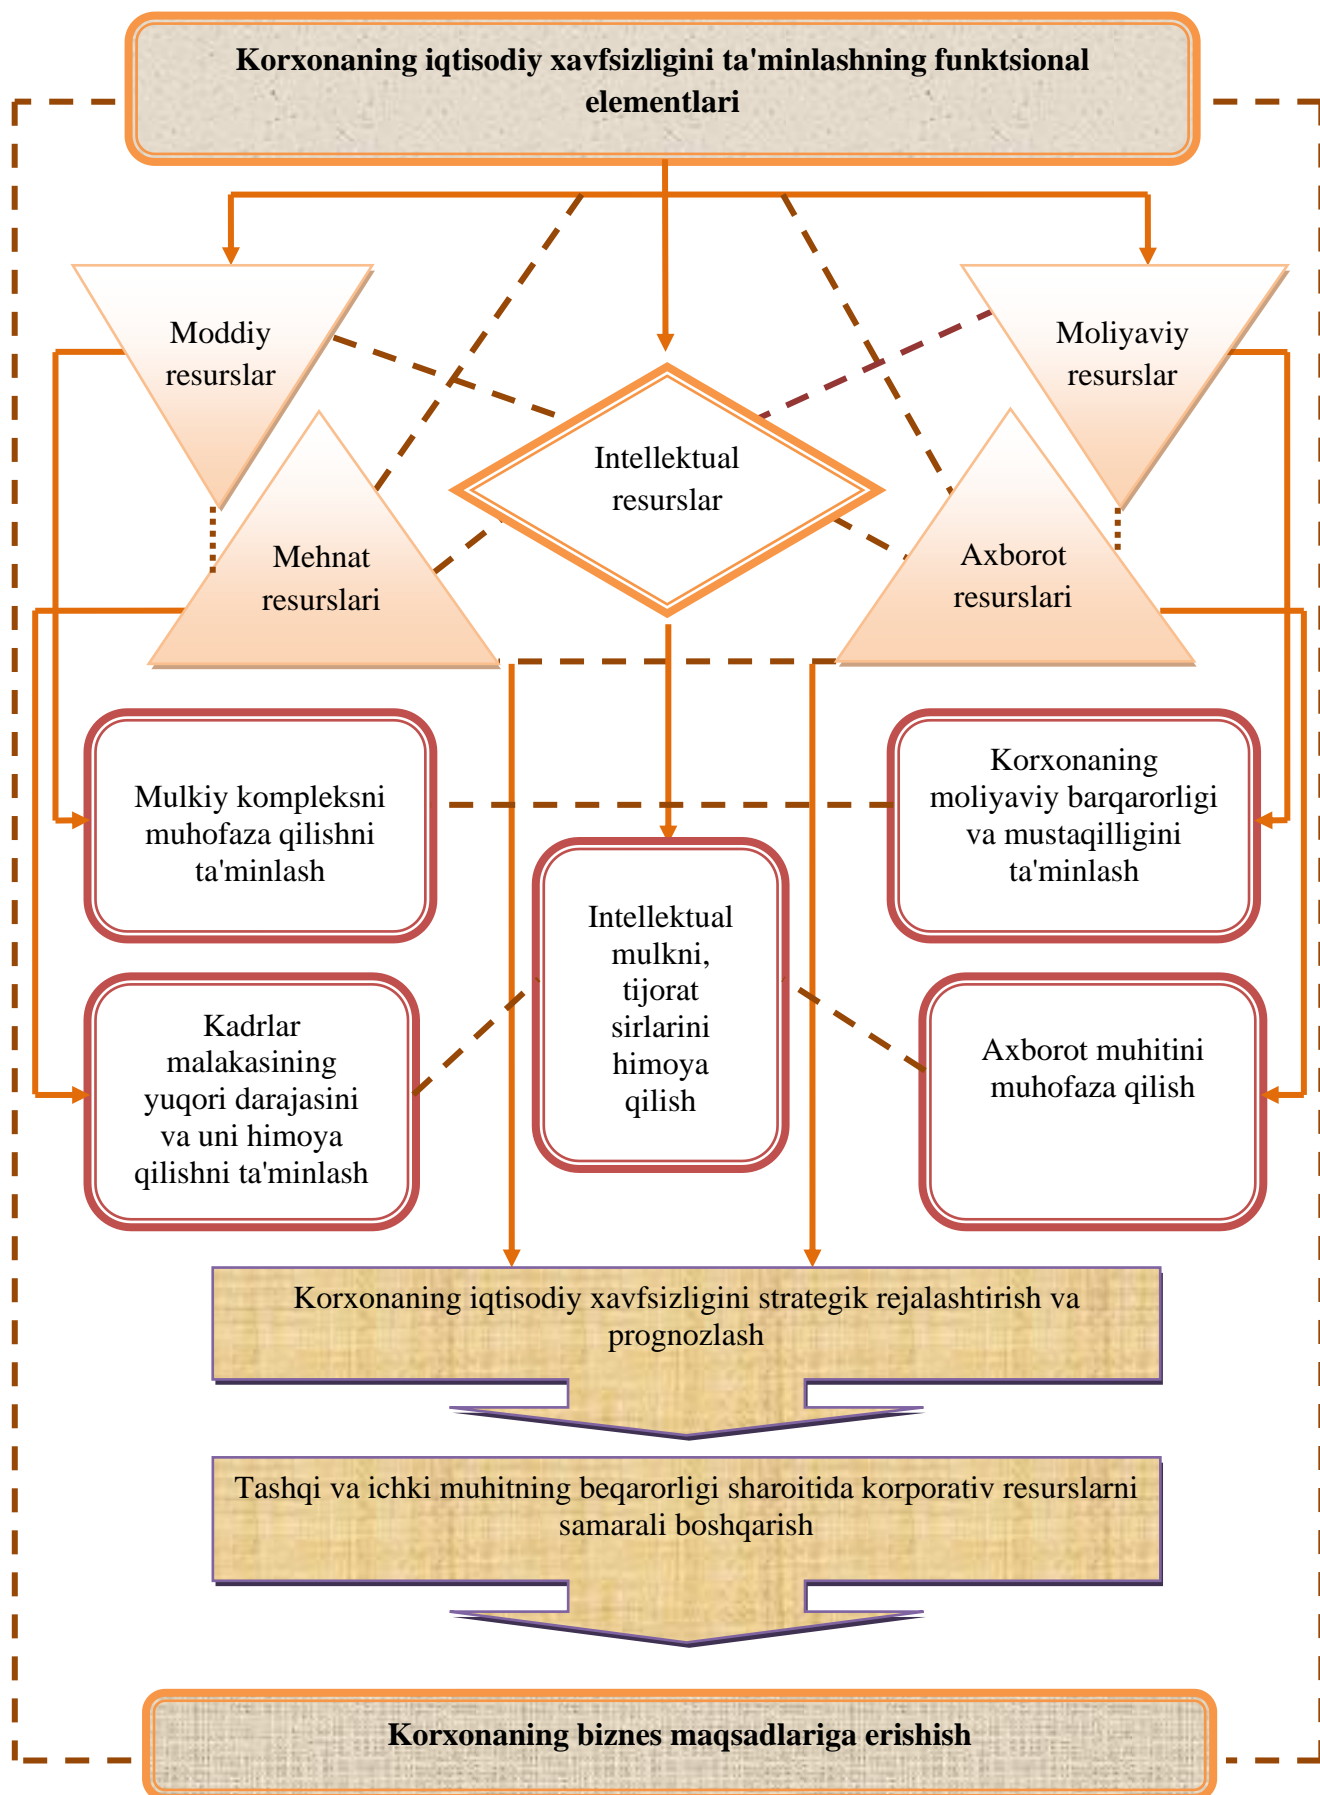 Korxonaning iqtisodiy xavfsizligini ta'minlashning funktsional
elementlari
Moddiy
resurslar
Moliyaviy
resurslar
Intellektual
resurslar
Mehnat
resurslari
Axborot
resurslari
Mulkiy kompleksni
muhofaza qilishni
ta'minlash
Korxonaning
moliyaviy barqarorligi
va mustaqilligini
ta'minlash
Intellektual
mulkni,
tijorat
sirlarini
himoya
qilish
Kadrlar
malakasining
yuqori darajasini
va uni himoya
qilishni ta'minlash
Axborot muhitini
muhofaza qilish
Korxonaning iqtisodiy xavfsizligini strategik rejalashtirish va
prognozlash
Tashqi va ichki muhitning beqarorligi sharoitida korporativ resurslarni
samarali boshqarish
Korxonaning biznes maqsadlariga erishish